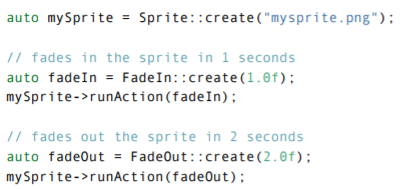 auto mySprite = Sprite::create("mysprite.png");
// fades in the sprite in 1 seconds
auto fadeIn = FadeIn::create(1.0f);
mySprite->runAction(fadeIn);
// fades out the sprite in 2 seconds
auto fadeOut = FadeOut::create(2.0f);
mySprite->runAction(fadeOut);